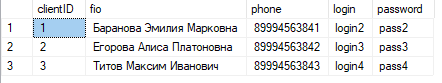 clientID fio phone login password
1 1 Баранова Эмилия Марковна 89994563841 login2 pass2
2 2 Егорова Алиса Платоновна 89994563842 login3 pass3
3 3 Титов Максим Иванович 89994563843 login4 pass4